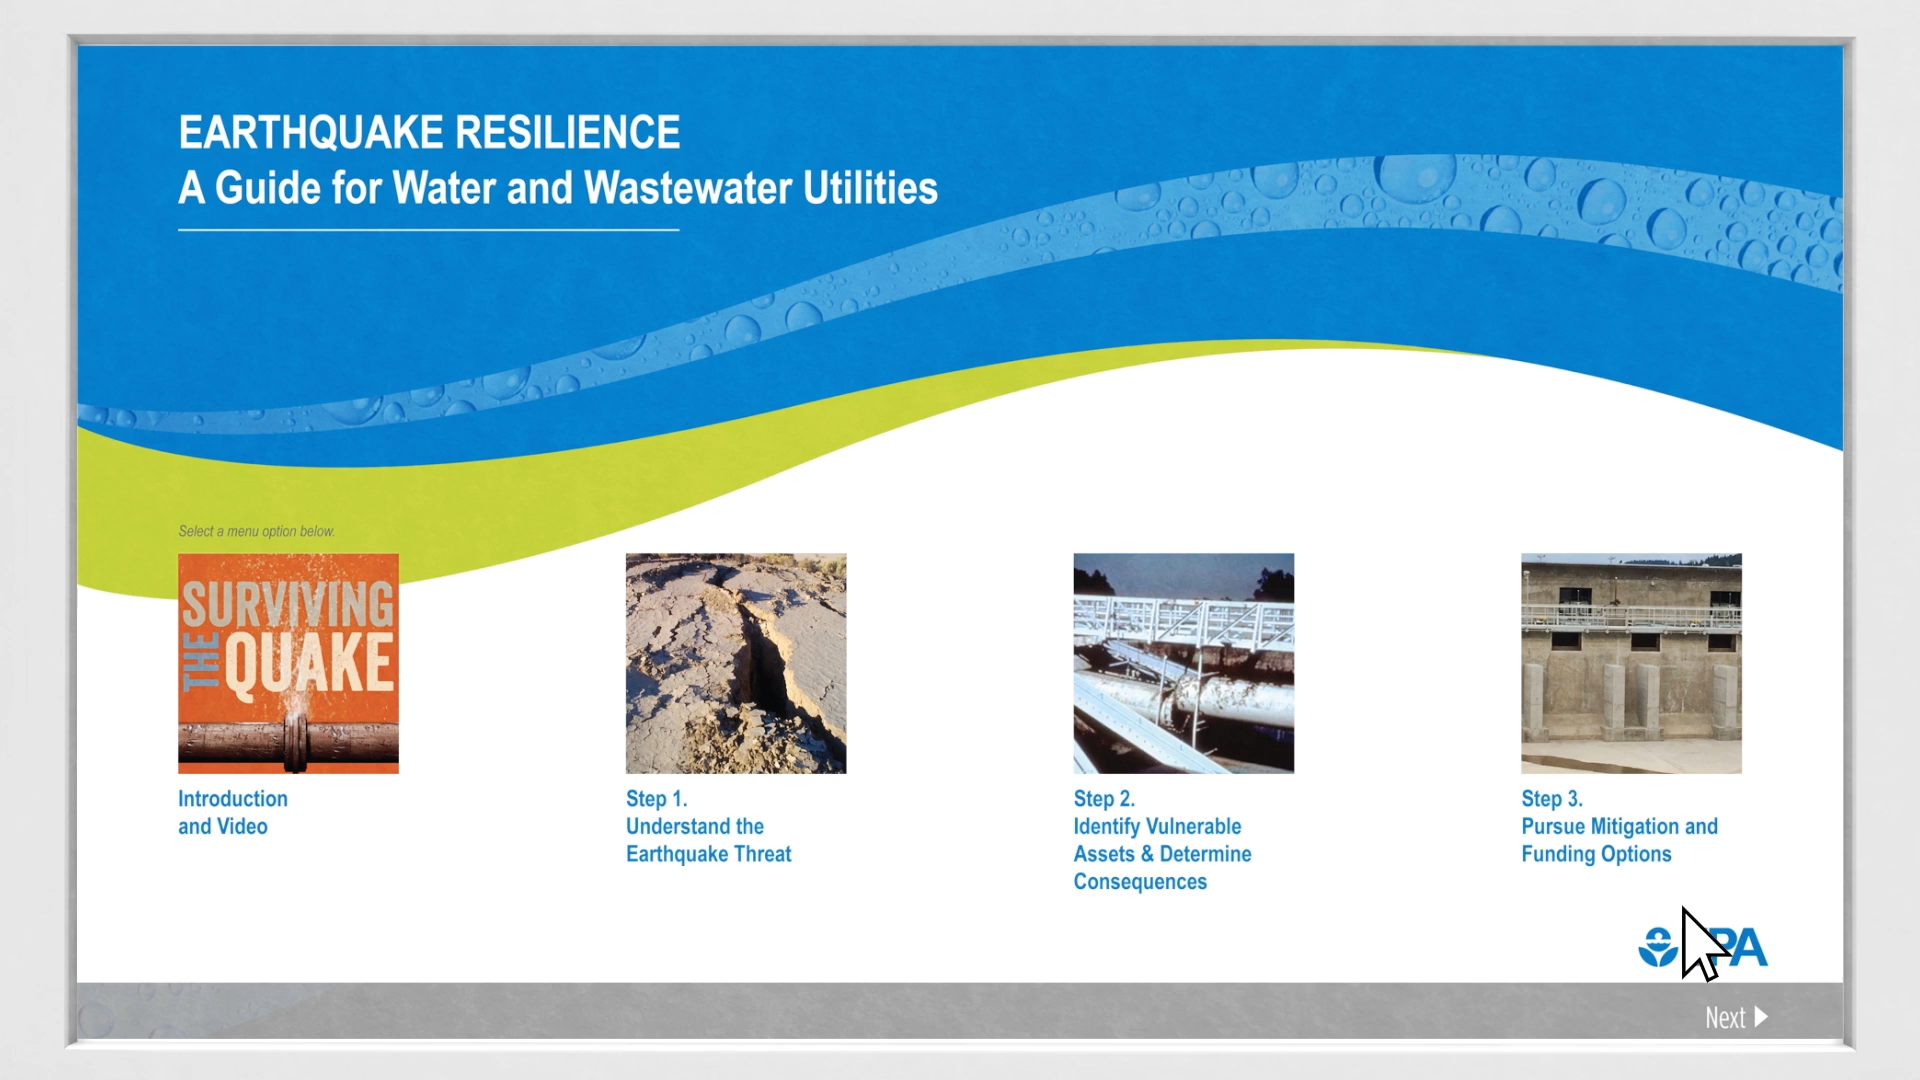 EARTHQUAKE RESILIENCE
A Guide for Water and Wastewater Utilities
Select a menu option below.
SURVIVING
THE QUAKE
Introduction
and Video
Step 1.
Understand the
Earthquake Threat
Step 2.
Identify Vulnerable
Assets & Determine
Consequences
Step 3.
Pursue Mitigation and
Funding Options
Next